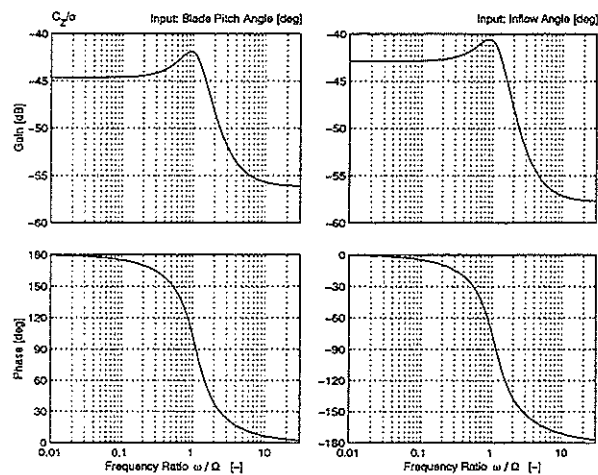 C_Z/σ Input: Blade Pitch Angle [deg] Input: Inflow Angle [deg]
-40 -40
-45 -45
Gain [dB]
-50 -50
-55 -55
-60 -60
180 0
150 -30
120 -60
Phase [deg]
90 -90
60 -120
30 -150
0 -180
0.01 0.1 1 10 0.01 0.1 1 10
Frequency Ratio ω / Ω [-] Frequency Ratio ω / Ω [-]